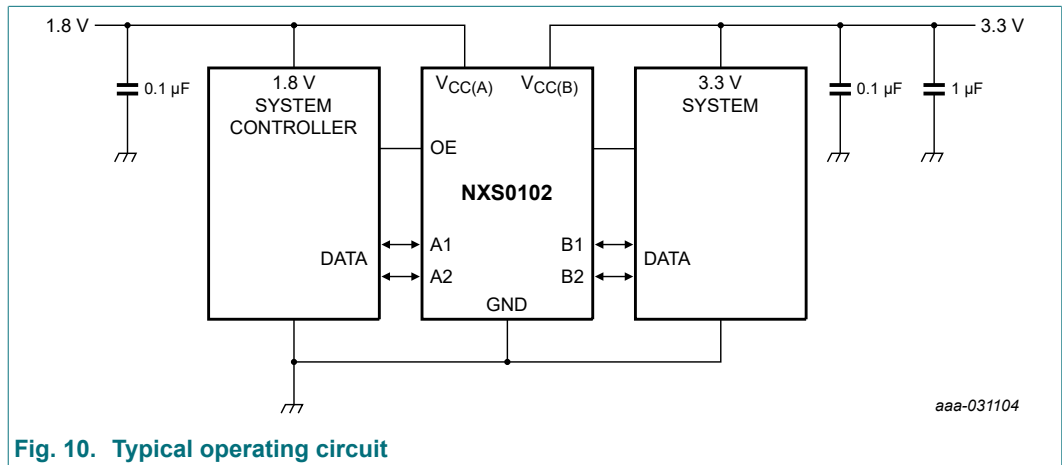 1.8 V
3.3 V
0.1 μF
1.8 V
SYSTEM
CONTROLLER
VCC(A)
VCC(B)
3.3 V
SYSTEM
0.1 μF
1 μF
OE
NXS0102
DATA
A1
A2
B1
B2
DATA
GND
aaa-031104
Fig. 10. Typical operating circuit